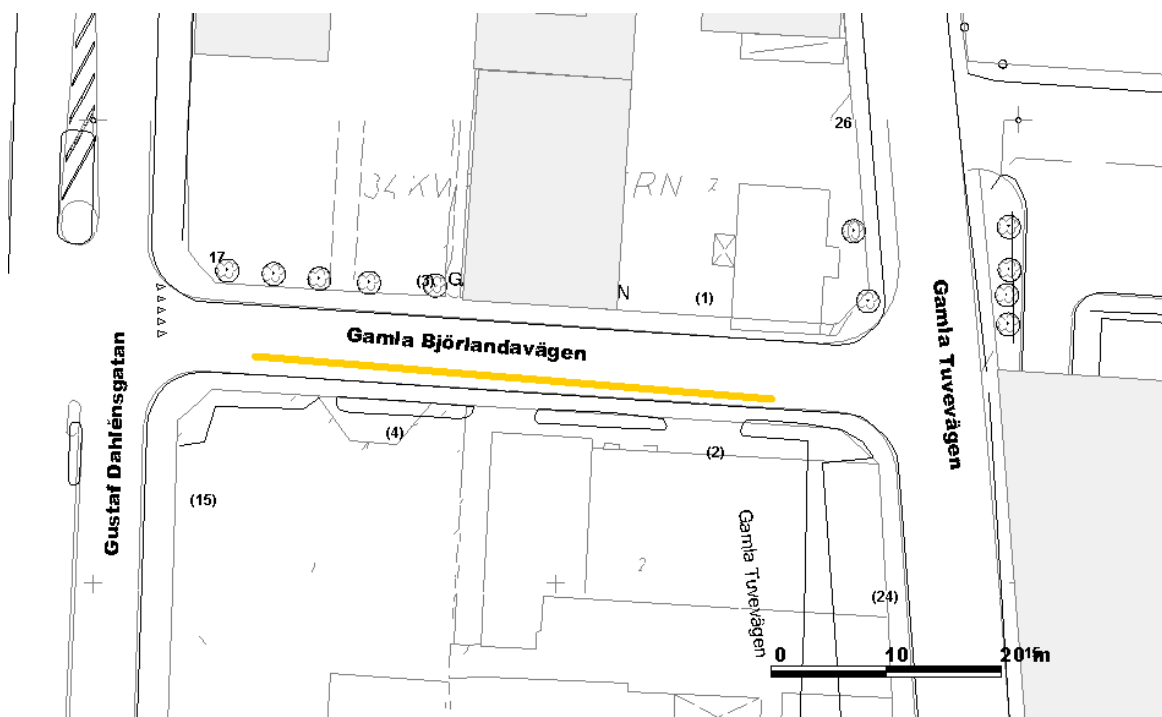 26
34 KV
RN 2
17
(3)
G
N
(1)
Gamla Björlandavägen
Gamla Tuvevägen
Gustaf Dahlénsgatan
(4)
(2)
(15)
Gamla Tuvevägen
2
(24)
0 10 20 m